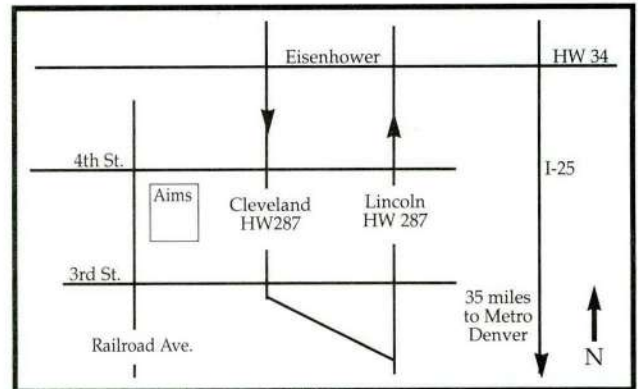 Eisenhower
HW 34
4th St.
I-25
Aims
Cleveland
HW287
Lincoln
HW 287
3rd St.
35 miles
to Metro
Denver
Railroad Ave.
N